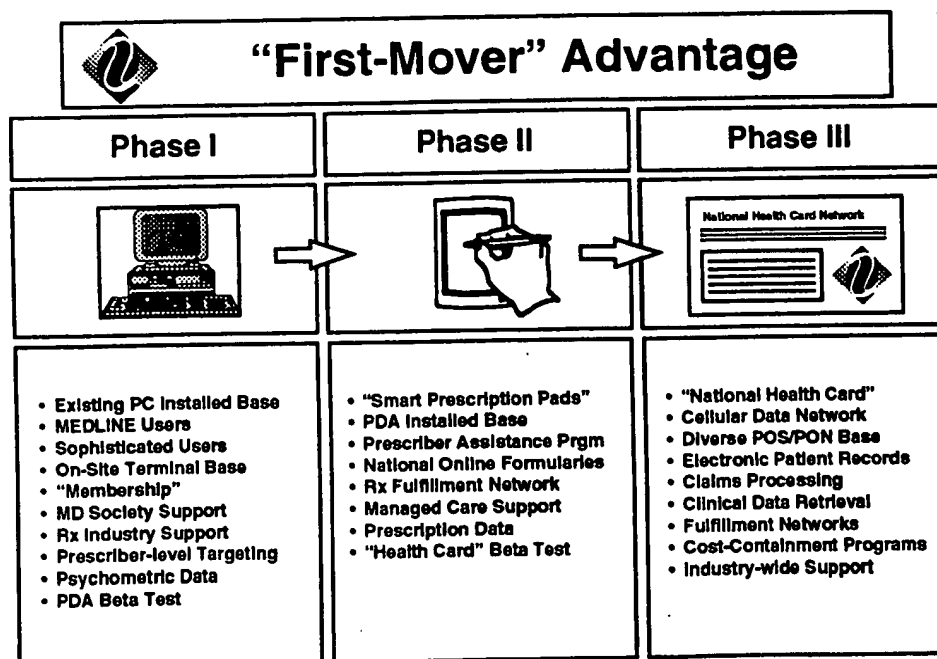 “First-Mover” Advantage
Phase I
Phase II
Phase III
National Health Card Network
• Existing PC Installed Base
• MEDLINE Users
• Sophisticated Users
• On-Site Terminal Base
• “Membership”
• MD Society Support
• Rx Industry Support
• Prescriber-level Targeting
• Psychometric Data
• PDA Beta Test
• “Smart Prescription Pads”
• PDA Installed Base
• Prescriber Assistance Prgm
• National Online Formularies
• Rx Fulfillment Network
• Managed Care Support
• Prescription Data
• “Health Card” Beta Test
• “National Health Card”
• Cellular Data Network
• Diverse POS/PON Base
• Electronic Patient Records
• Claims Processing
• Clinical Data Retrieval
• Fulfillment Networks
• Cost-Containment Programs
• Industry-wide Support